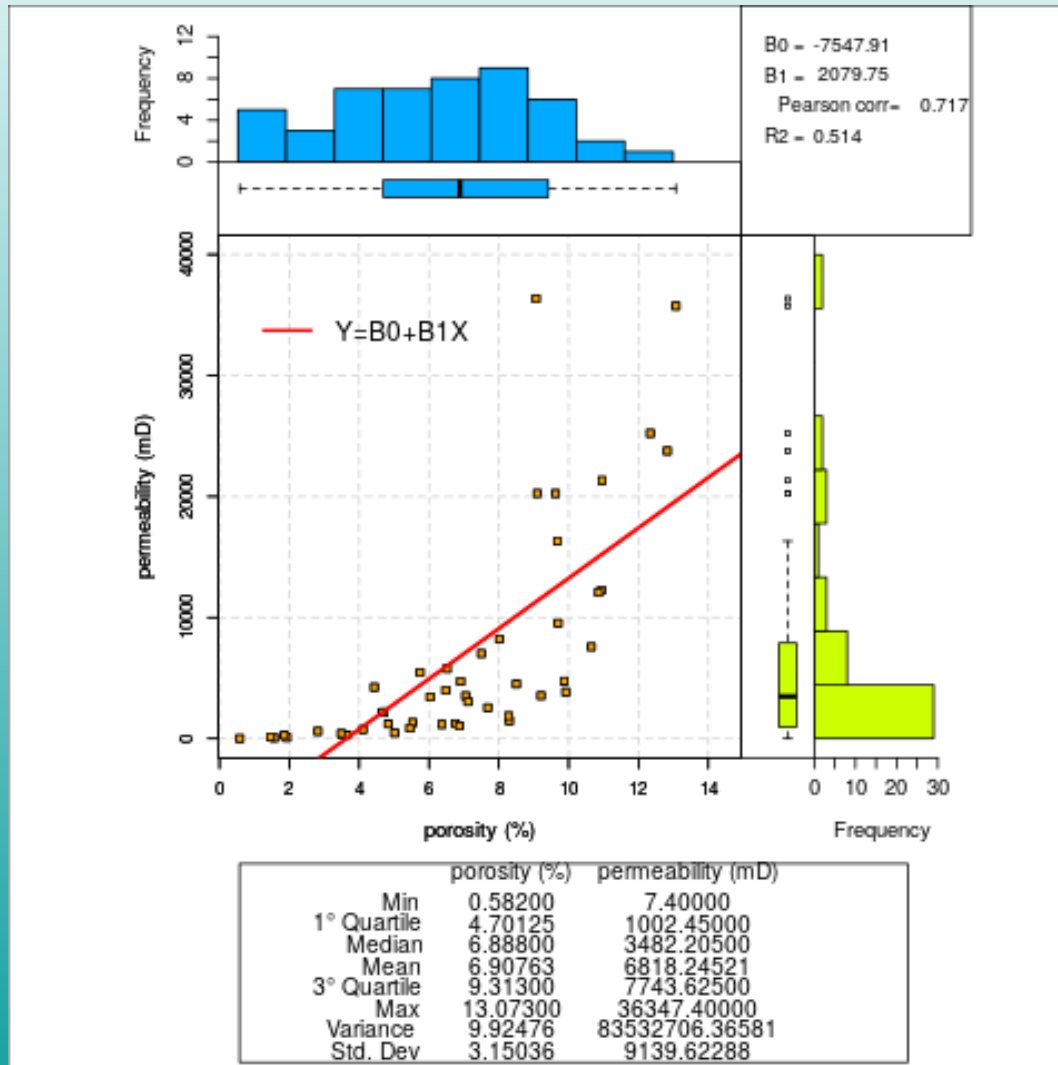 Frequency
12
8
4
0
B0 = -7547.91
B1 = 2079.75
Pearson corr= 0.717
R2 = 0.514
permeability (mD)
40000
30000
20000
10000
0
Y=B0+B1X
0 2 4 6 8 10 12 14
porosity (%)
0 10 20 30
Frequency
porosity (%) permeability (mD)
Min 0.58200 7.40000
1° Quartile 4.70125 1002.45000
Median 6.88800 3482.20500
Mean 6.90763 6818.24521
3° Quartile 9.31300 7743.62500
Max 13.07300 36347.40000
Variance 9.92476 83532706.36581
Std. Dev 3.15036 9139.62288